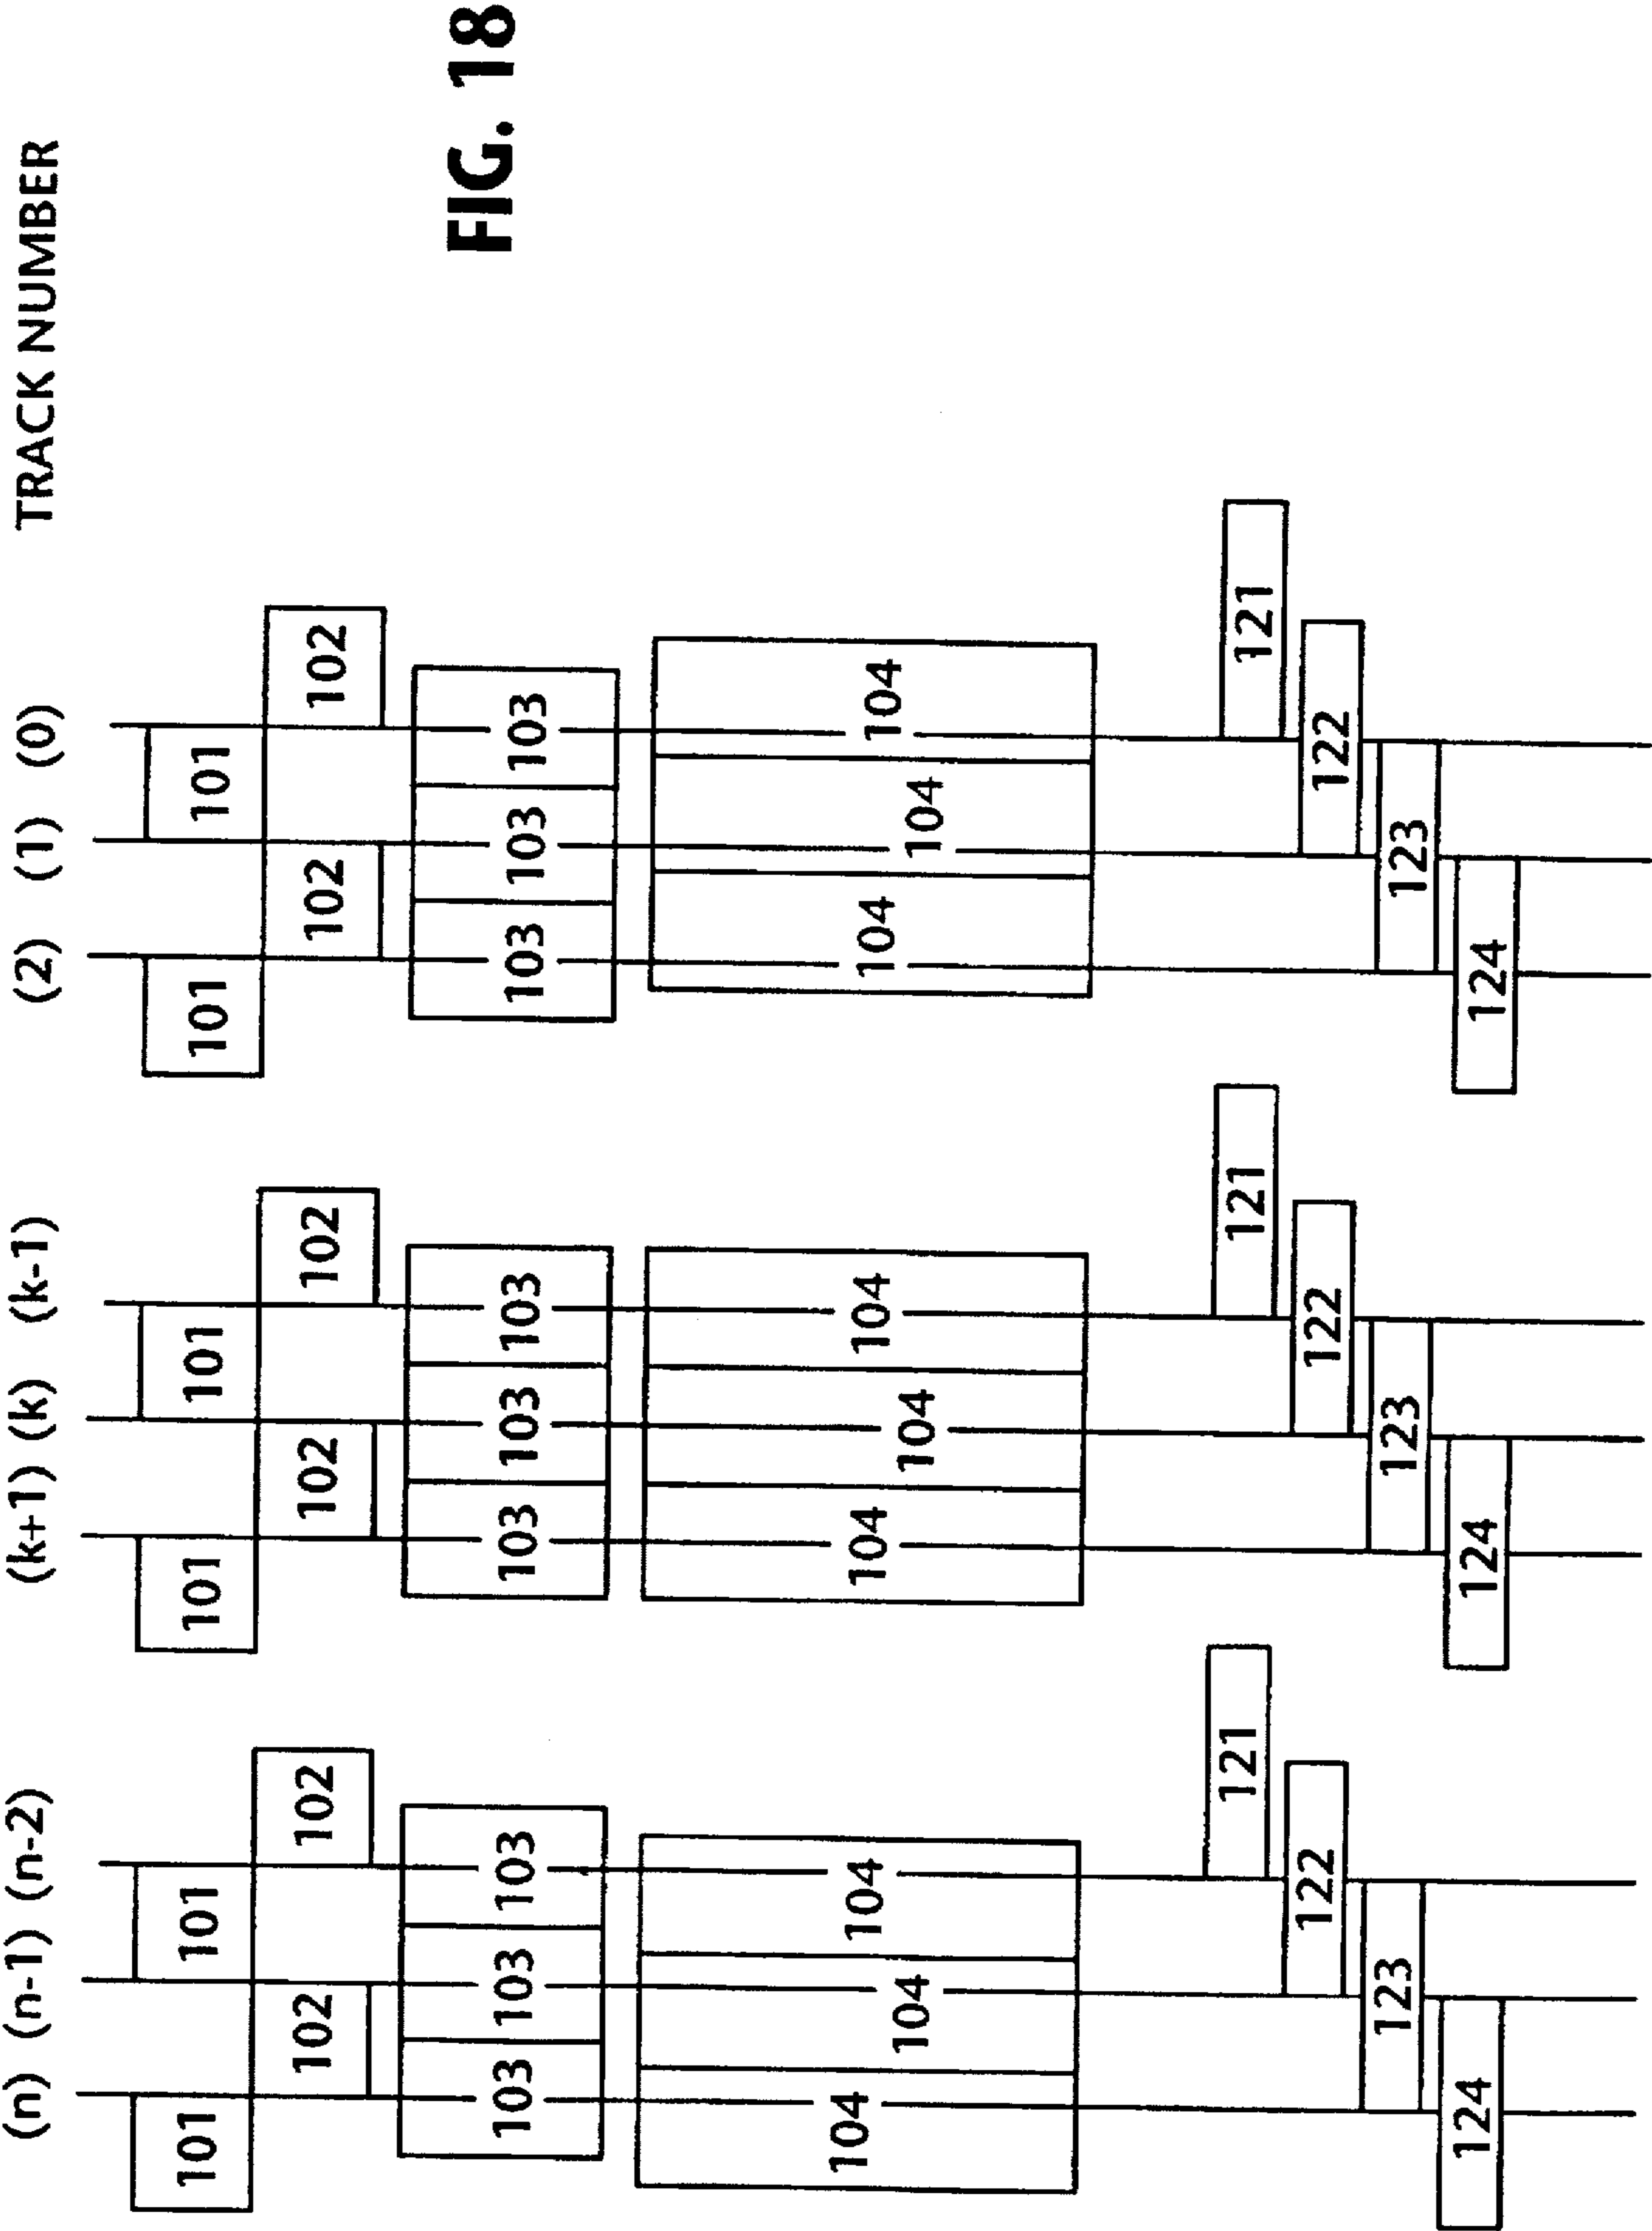 (n) (n-1) (n-2) (k+1) (k) (k-1) (2) (1) (0) TRACK NUMBER
101 101 101 101 101 101
102 102 102 102 102 102
103 103 103 103 103 103 103 103 103
FIG. 18
104 104 104 104 104 104 104 104 104
121 121 121
122 122 122
123 123 123
124 124 124